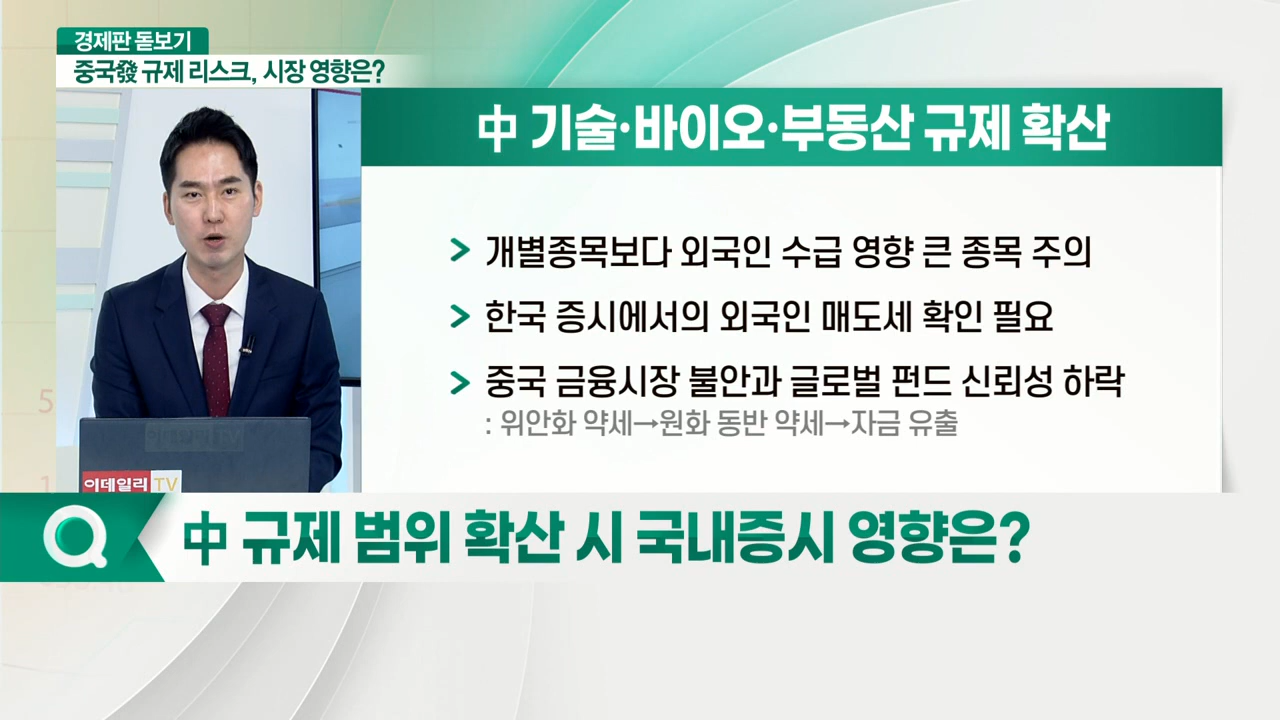 경제판 돋보기
중국發 규제 리스크, 시장 영향은?
中 기술·바이오·부동산 규제 확산
> 개별종목보다 외국인 수급 영향 큰 종목 주의
> 한국 증시에서의 외국인 매도세 확인 필요
> 중국 금융시장 불안과 글로벌 펀드 신뢰성 하락
: 위안화 약세→원화 동반 약세→자금 유출
이데일리TV
이데일리TV
Q 中 규제 범위 확산 시 국내증시 영향은?